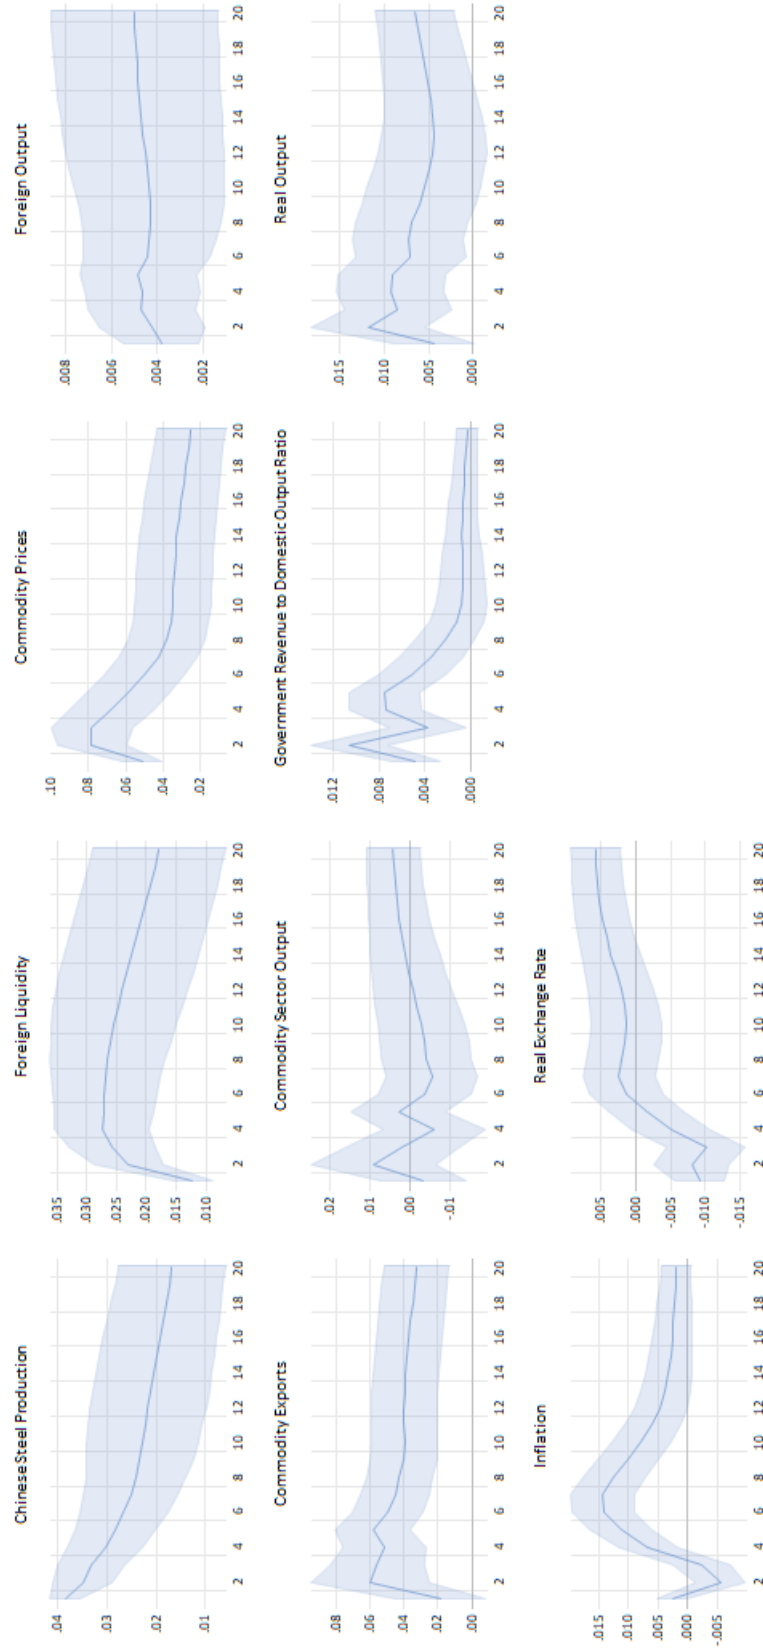 Chinese Steel Production
.04
.03
.02
.01
2 4 6 8 10 12 14 16 18 20
Foreign Liquidity
.035
.030
.025
.020
.015
.010
2 4 6 8 10 12 14 16 18 20
Commodity Prices
.10
.08
.06
.04
.02
2 4 6 8 10 12 14 16 18 20
Foreign Output
.008
.006
.004
.002
2 4 6 8 10 12 14 16 18 20
Commodity Exports
.08
.06
.04
.02
.00
2 4 6 8 10 12 14 16 18 20
Commodity Sector Output
.02
.01
.00
-.01
2 4 6 8 10 12 14 16 18 20
Government Revenue to Domestic Output Ratio
.012
.008
.004
.000
2 4 6 8 10 12 14 16 18 20
Real Output
.015
.010
.005
.000
2 4 6 8 10 12 14 16 18 20
Inflation
.015
.010
.005
.000
-.005
2 4 6 8 10 12 14 16 18 20
Real Exchange Rate
.005
.000
-.005
-.010
-.015
2 4 6 8 10 12 14 16 18 20